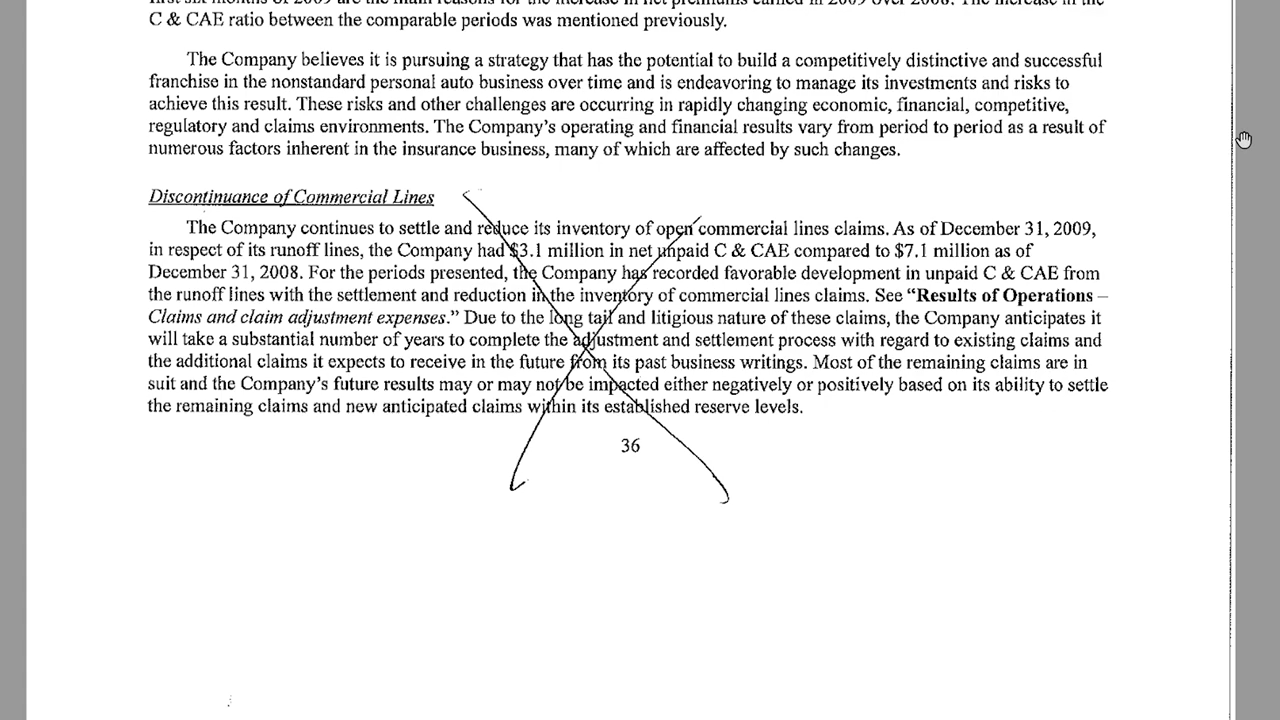 C & CAE ratio between the comparable periods was mentioned previously.
The Company believes it is pursuing a strategy that has the potential to build a competitively distinctive and successful
franchise in the nonstandard personal auto business over time and is endeavoring to manage its investments and risks to
achieve this result. These risks and other challenges are occurring in rapidly changing economic, financial, competitive,
regulatory and claims environments. The Company's operating and financial results vary from period to period as a result of
numerous factors inherent in the insurance business, many of which are affected by such changes.
Discontinuance of Commercial Lines
The Company continues to settle and reduce its inventory of open commercial lines claims. As of December 31, 2009,
in respect of its runoff lines, the Company had $3.1 million in net unpaid C & CAE compared to $7.1 million as of
December 31, 2008. For the periods presented, the Company has recorded favorable development in unpaid C & CAE from
the runoff lines with the settlement and reduction in the inventory of commercial lines claims. See “Results of Operations –
Claims and claim adjustment expenses.” Due to the long tail and litigious nature of these claims, the Company anticipates it
will take a substantial number of years to complete the adjustment and settlement process with regard to existing claims and
the additional claims it expects to receive in the future from its past business writings. Most of the remaining claims are in
suit and the Company's future results may or may not be impacted either negatively or positively based on its ability to settle
the remaining claims and new anticipated claims within its established reserve levels.
36